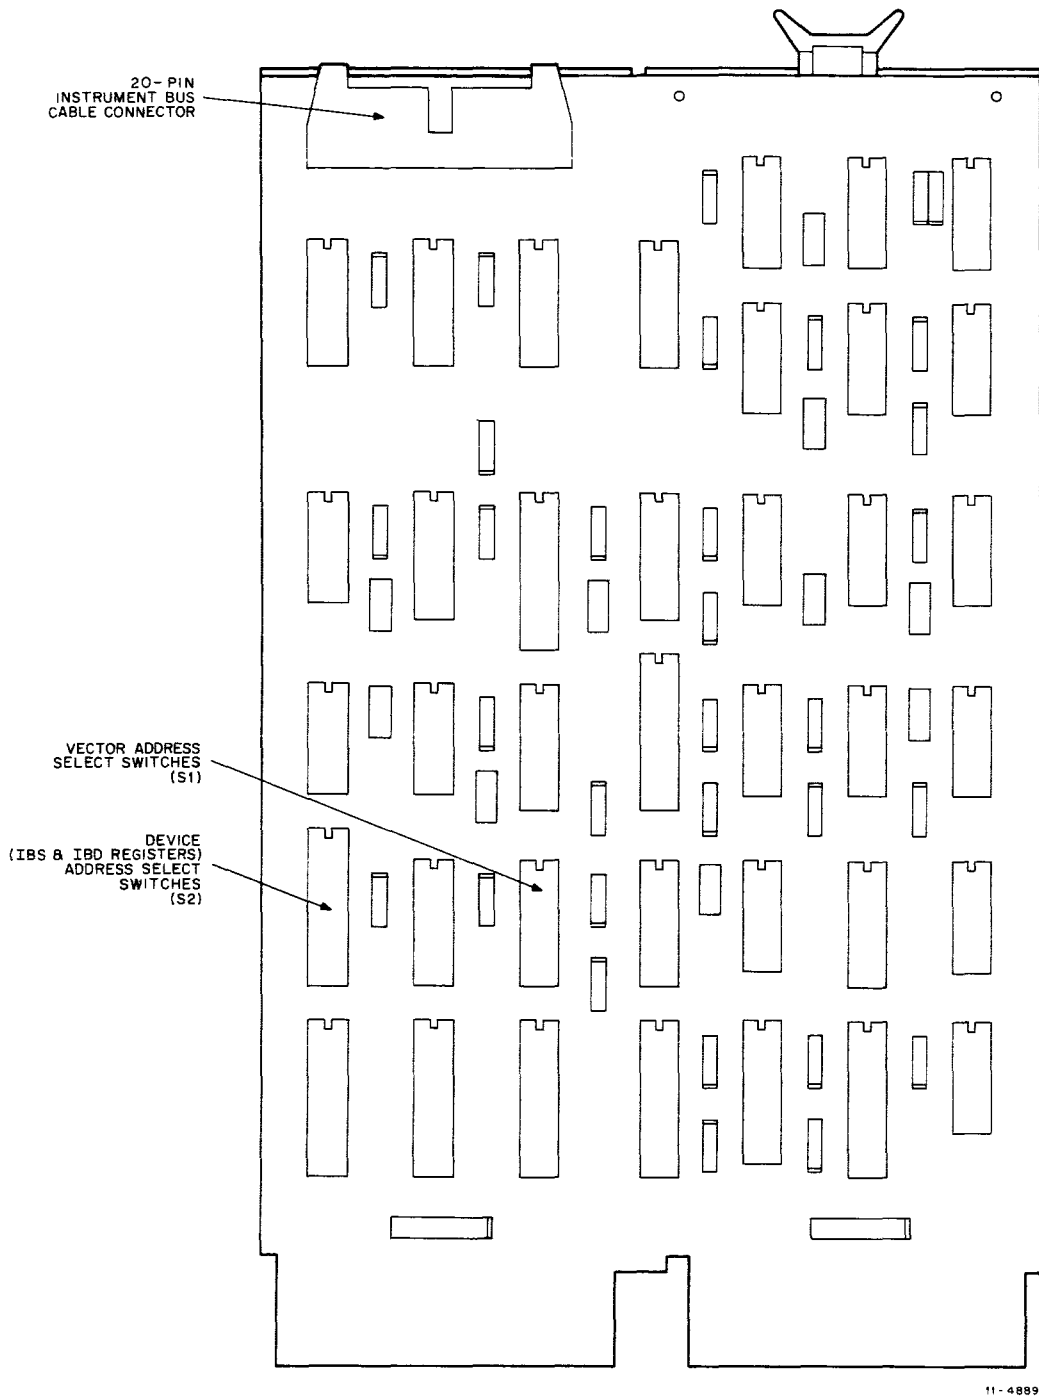 20-PIN
INSTRUMENT BUS
CABLE CONNECTOR
VECTOR ADDRESS
SELECT SWITCHES
(S1)
DEVICE
(IBS & IBD REGISTERS)
ADDRESS SELECT
SWITCHES
(S2)
11-4889